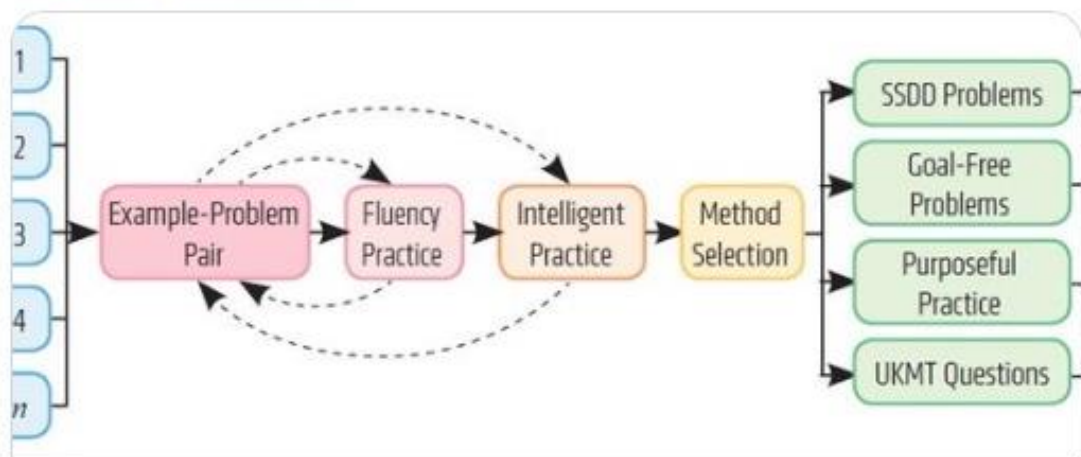 1
2
3
4
n
Example-Problem
Pair
Fluency
Practice
Intelligent
Practice
Method
Selection
SSDD Problems
Goal-Free
Problems
Purposeful
Practice
UKMT Questions